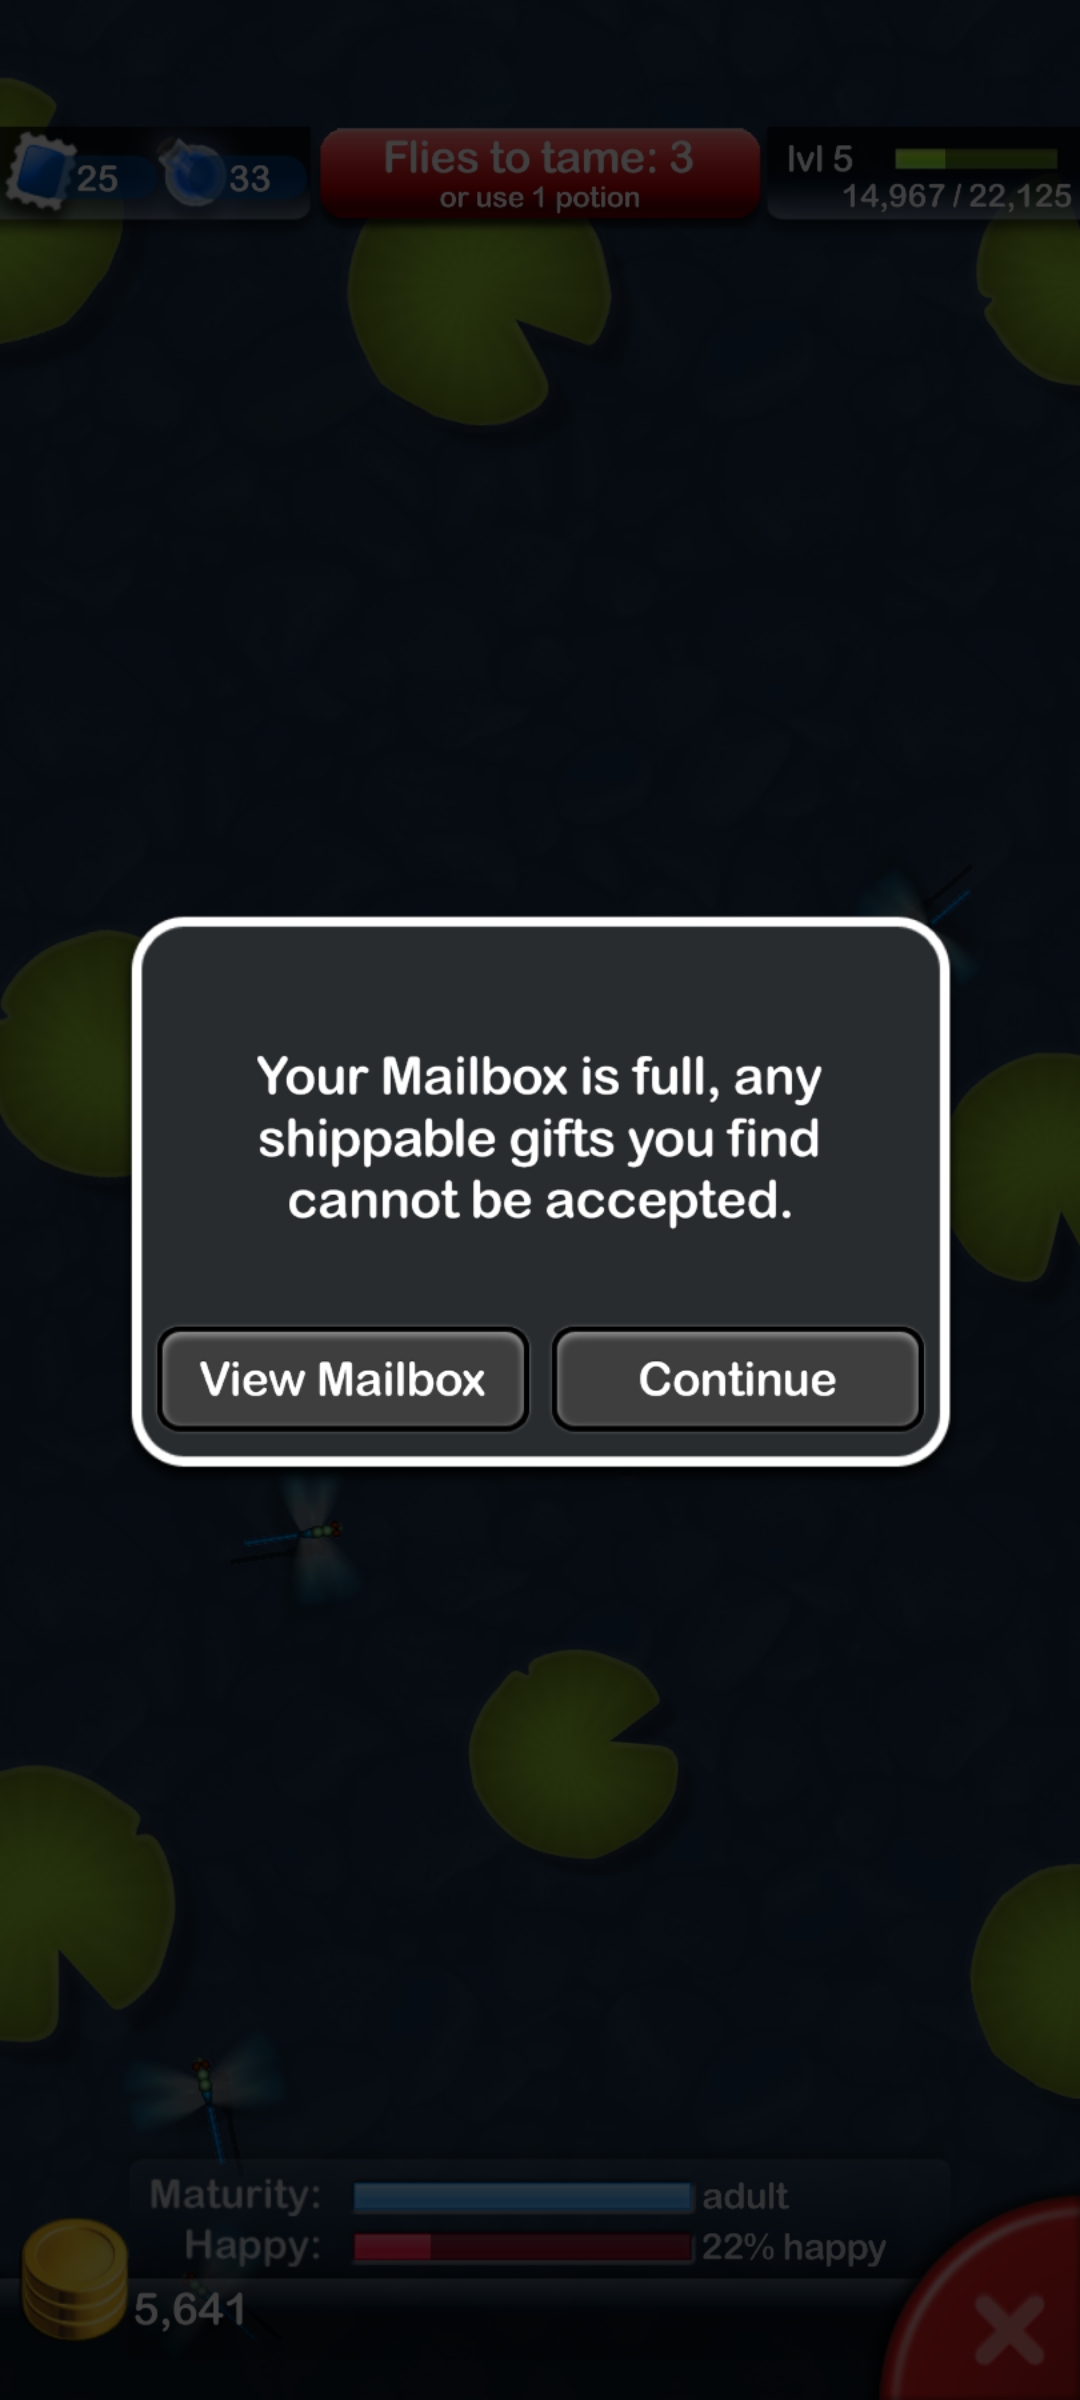 25
33
Flies to tame: 3
or use 1 potion
lvl 5
14,967 / 22,125
Your Mailbox is full, any
shippable gifts you find
cannot be accepted.
View Mailbox
Continue
Maturity:
adult
Happy:
22% happy
5,641